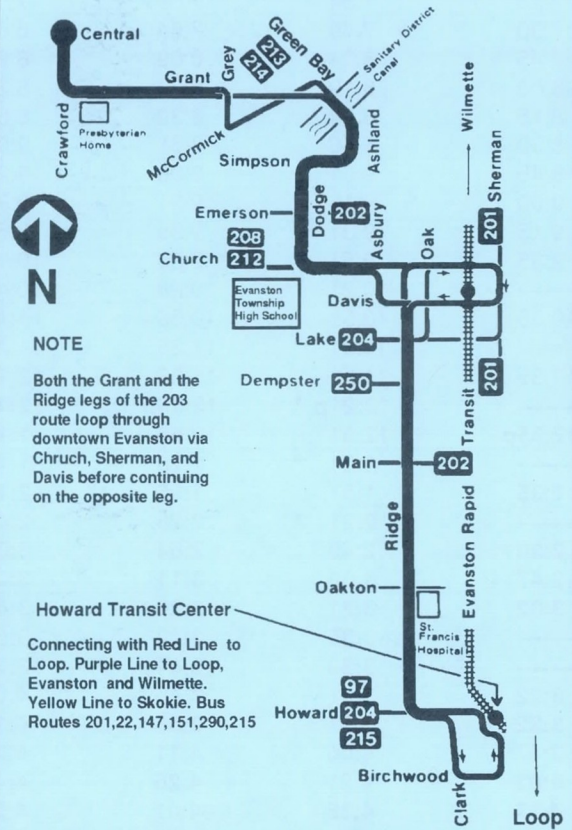 Central
Green Bay
213
214
Sanitary District
Canal
Grey
Grant
Crawford
Presbyterian
Home
McCormick
Ashland
Simpson
Wilmette
Sherman
Emerson
Dodge
202
Asbury
Oak
201
208
Church 212
N
Evanston
Township
High School
Davis
Lake 204
201
NOTE
Dempster 250
Both the Grant and the
Ridge legs of the 203
route loop through
downtown Evanston via
Chruch, Sherman, and
Davis before continuing
on the opposite leg.
Main
202
Ridge
Evanston Rapid Transit
Oakton
St.
Francis
Hospital
Howard Transit Center
Connecting with Red Line to
Loop. Purple Line to Loop,
Evanston and Wilmette.
Yellow Line to Skokie. Bus
Routes 201,22,147,151,290,215
97
Howard 204
215
Birchwood
Clark
Loop